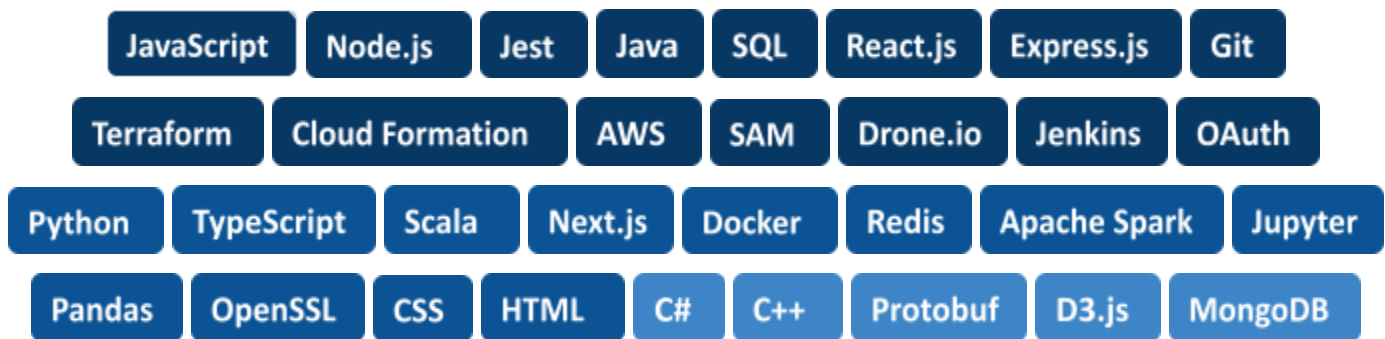 JavaScript Node.js Jest Java SQL React.js Express.js Git
Terraform Cloud Formation AWS SAM Drone.io Jenkins OAuth
Python TypeScript Scala Next.js Docker Redis Apache Spark Jupyter
Pandas OpenSSL CSS HTML C# C++ Protobuf D3.js MongoDB